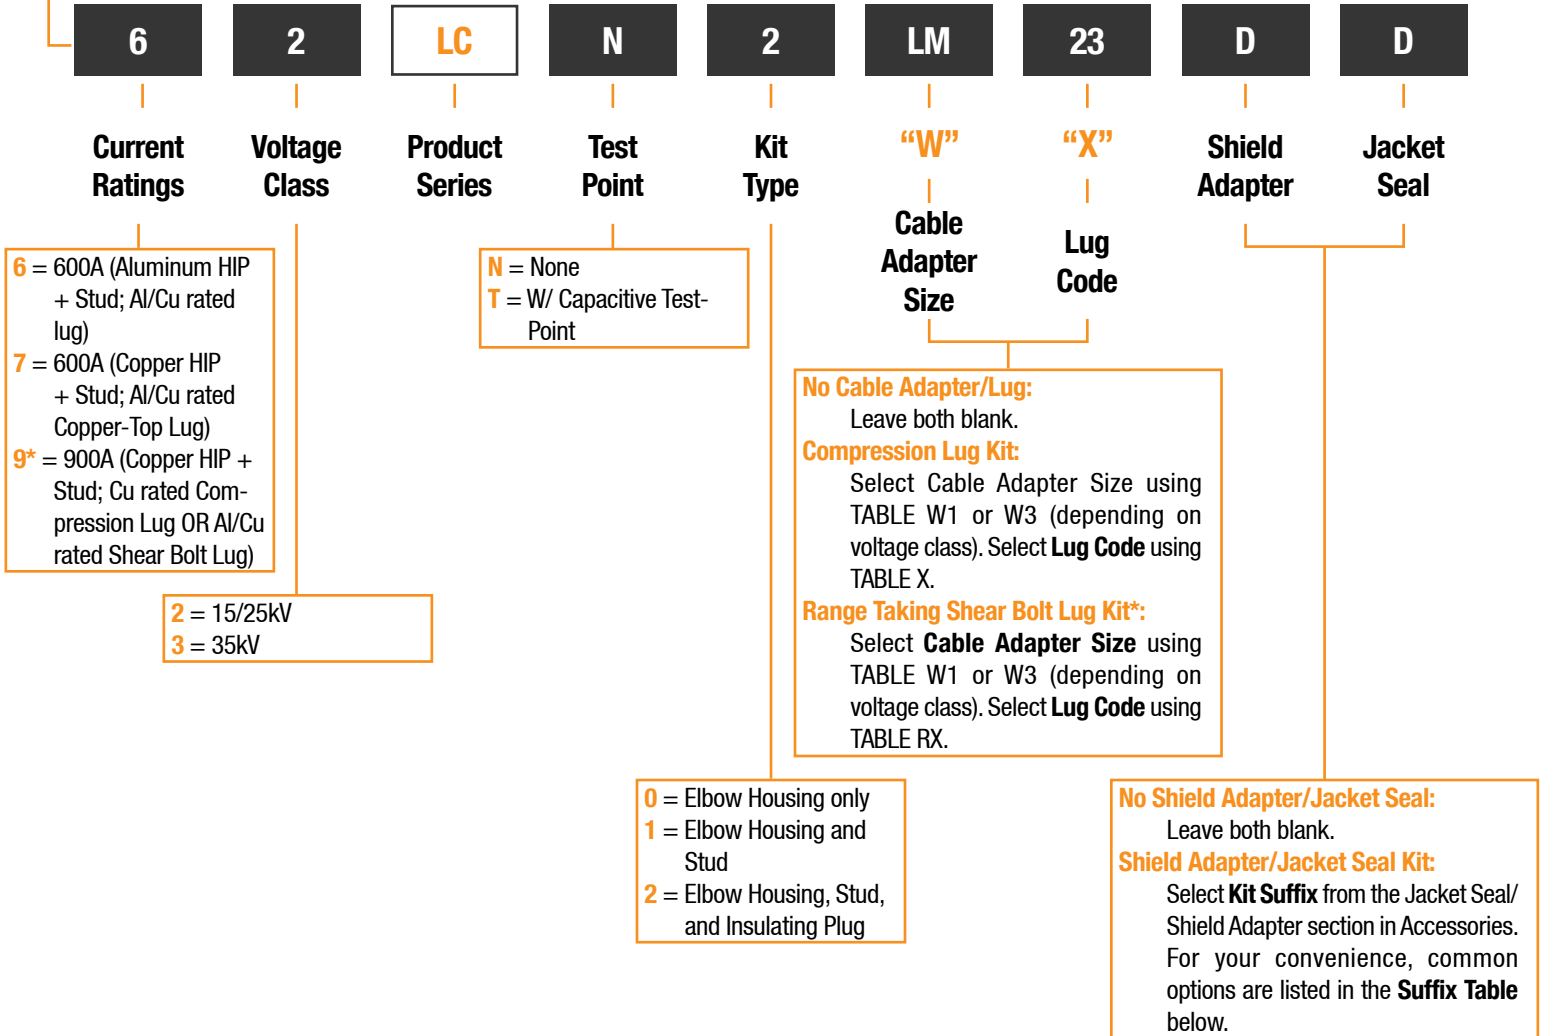 6 2 LC N 2 LM 23 D D
Current
Ratings
Voltage
Class
Product
Series
Test
Point
Kit
Type
“W”
Cable
Adapter
Size
“X”
Lug
Code
Shield
Adapter
Jacket
Seal
6 = 600A (Aluminum HIP
+ Stud; Al/Cu rated
lug)
7 = 600A (Copper HIP
+ Stud; Al/Cu rated
Copper-Top Lug)
9* = 900A (Copper HIP +
Stud; Cu rated Com-
pression Lug OR Al/Cu
rated Shear Bolt Lug)
2 = 15/25kV
3 = 35kV
N = None
T = W/ Capacitive Test-
Point
0 = Elbow Housing only
1 = Elbow Housing and
Stud
2 = Elbow Housing, Stud,
and Insulating Plug
No Cable Adapter/Lug:
Leave both blank.
Compression Lug Kit:
Select Cable Adapter Size using
TABLE W1 or W3 (depending on
voltage class). Select Lug Code using
TABLE X.
Range Taking Shear Bolt Lug Kit*:
Select Cable Adapter Size using
TABLE W1 or W3 (depending on
voltage class). Select Lug Code using
TABLE RX.
No Shield Adapter/Jacket Seal:
Leave both blank.
Shield Adapter/Jacket Seal Kit:
Select Kit Suffix from the Jacket Seal/
Shield Adapter section in Accessories.
For your convenience, common
options are listed in the Suffix Table
below.